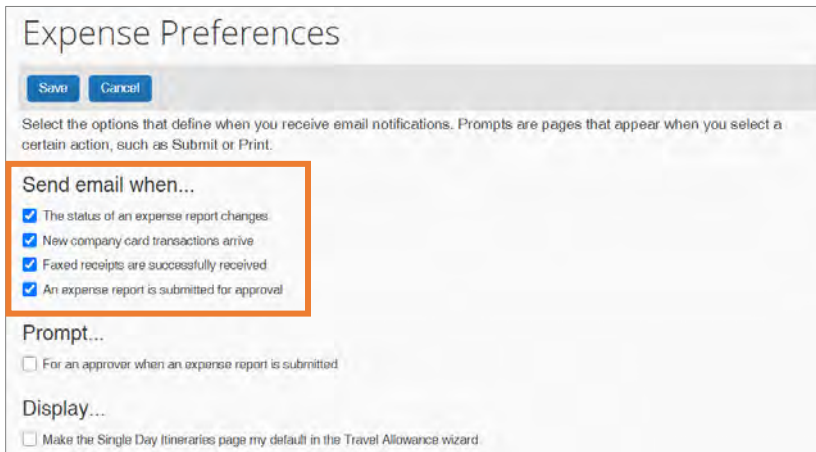 Expense Preferences
Save Cancel
Select the options that define when you receive email notifications. Prompts are pages that appear when you select a
certain action, such as Submit or Print.
Send email when...
The status of an expense report changes
New company card transactions arrive
Faxed receipts are successfully received
An expense report is submitted for approval
Prompt...
For an approver when an expense report is submitted
Display...
Make the Single Day Itineraries page my default in the Travel Allowance wizard